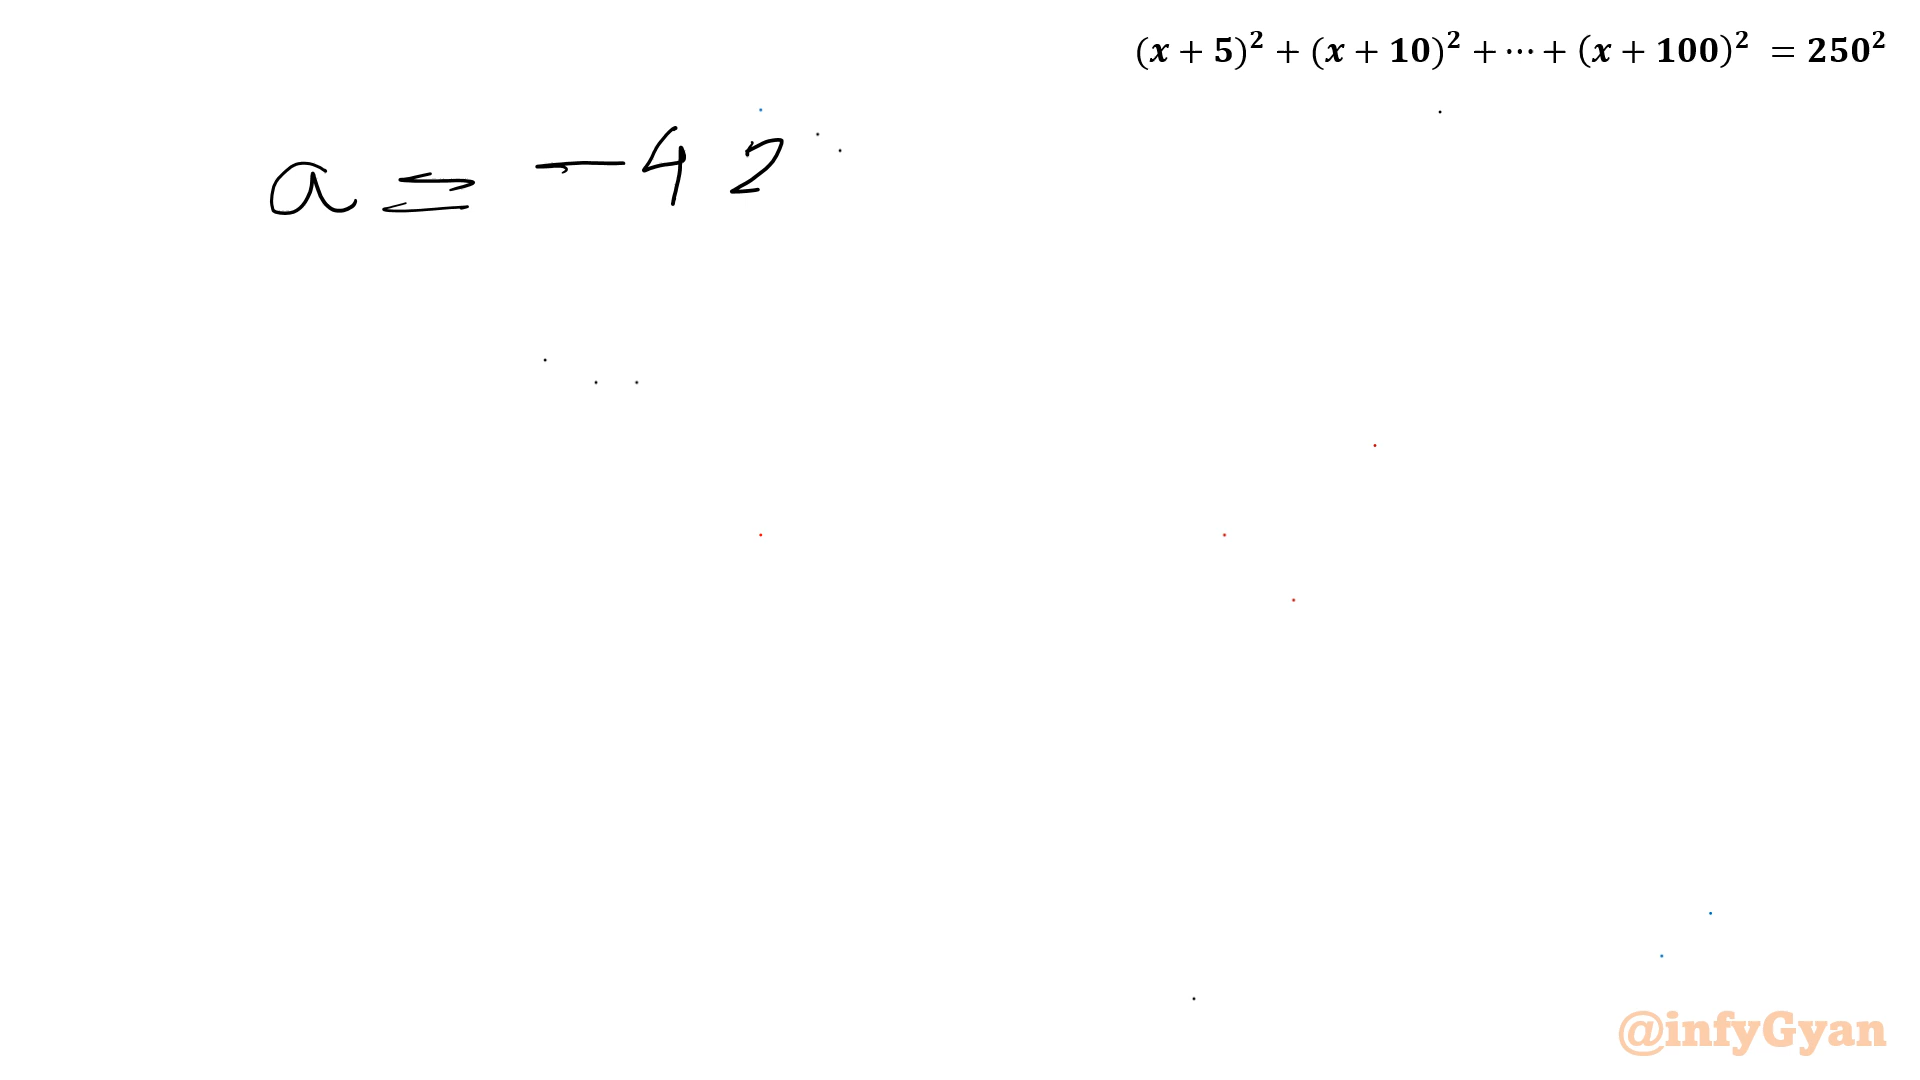 (x + 5)² + (x + 10)² + ⋯ + (x + 100)² = 250²
a = −42
@infyGyan